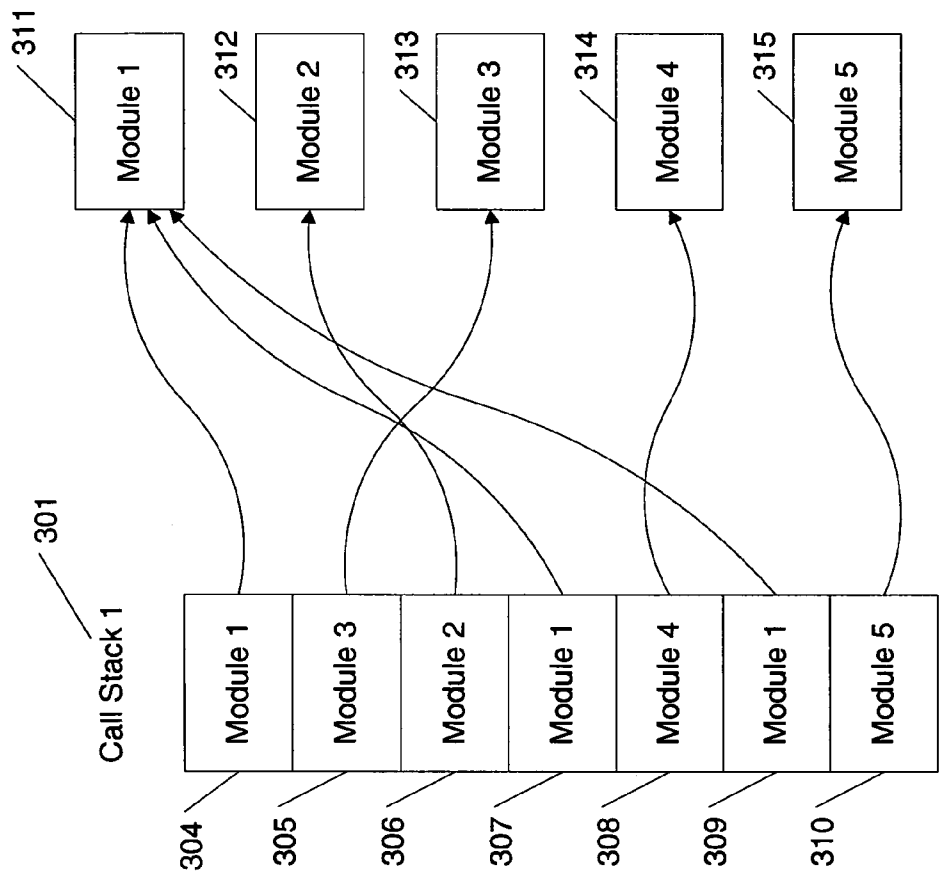 Call Stack 1
301
304
Module 1
305
Module 3
306
Module 2
307
Module 1
308
Module 4
309
Module 1
310
Module 5
311
Module 1
312
Module 2
313
Module 3
314
Module 4
315
Module 5